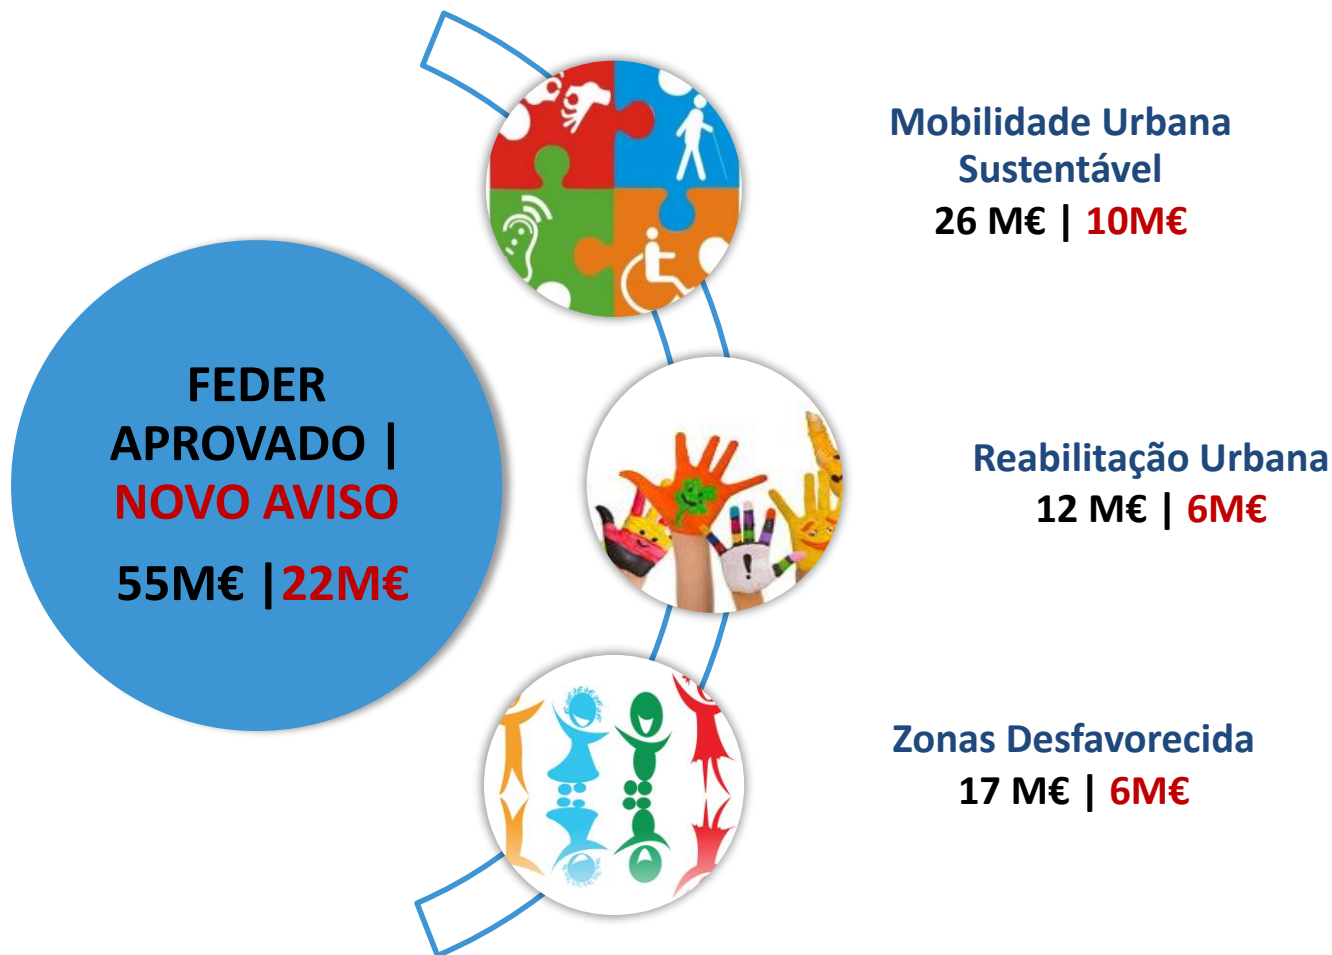 FEDER
APROVADO |
NOVO AVISO
55M€ |22M€
Mobilidade Urbana
Sustentável
26 M€ | 10M€
Reabilitação Urbana
12 M€ | 6M€
!
Zonas Desfavorecida
17 M€ | 6M€